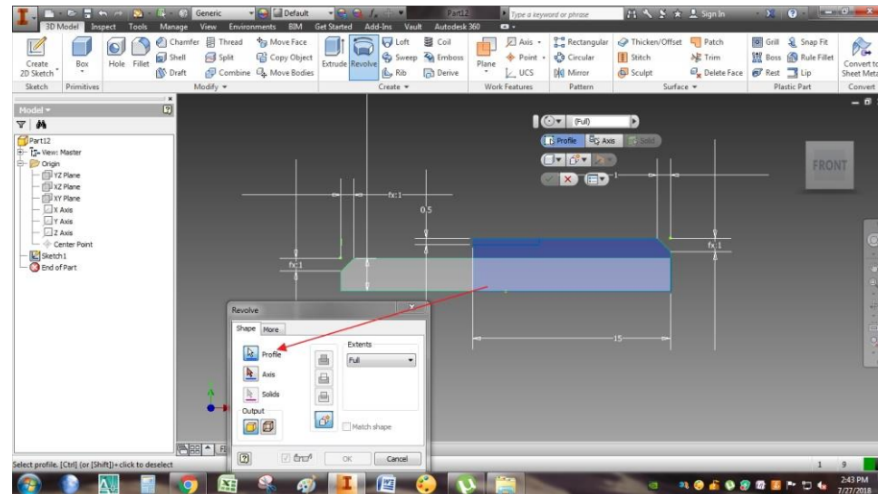 Generic Default Part12 Type a keyword or phrase Sign In
3D Model Inspect Tools Manage View Environments BIM Get Started Add-Ins Vault Autodesk 360
Create 2D Sketch Box Hole Fillet Chamfer Thread Move Face Extrude Revolve Loft Coil Plane Axis Rectangular Thicken/Offset Patch Grill Snap Fit Convert to
Shell Split Copy Object Sweep Emboss Point Circular Stitch Trim Boss Rule Fillet Sheet Meta
Draft Combine Move Bodies Rib Derive UCS Mirror Sculpt Delete Face Rest Lip
Sketch Primitives Modify Create Work Features Pattern Surface Plastic Part Convert
Model
Part12
View: Master
Origin
YZ Plane
XZ Plane
XY Plane
X Axis
Y Axis
Z Axis
Center Point
Sketch1
End of Part
(Full)
Profile Axis Solid
FRONT
1
fx:1
0.5
fx:1
fx:1
15
Revolve
Shape More
Profile
Axis
Solids
Output
Extents
Full
Match shape
OK Cancel
Select profile. [Ctrl] (or [Shift])+click to deselect
1 9
2:43 PM
7/27/2018